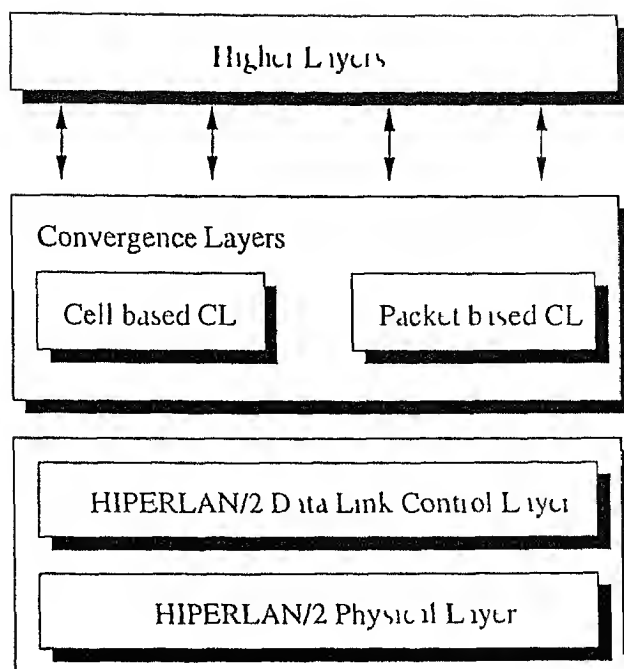 Higher Layers
Convergence Layers
Cell based CL
Packet based CL
HIPERLAN/2 Data Link Control Layer
HIPERLAN/2 Physical Layer